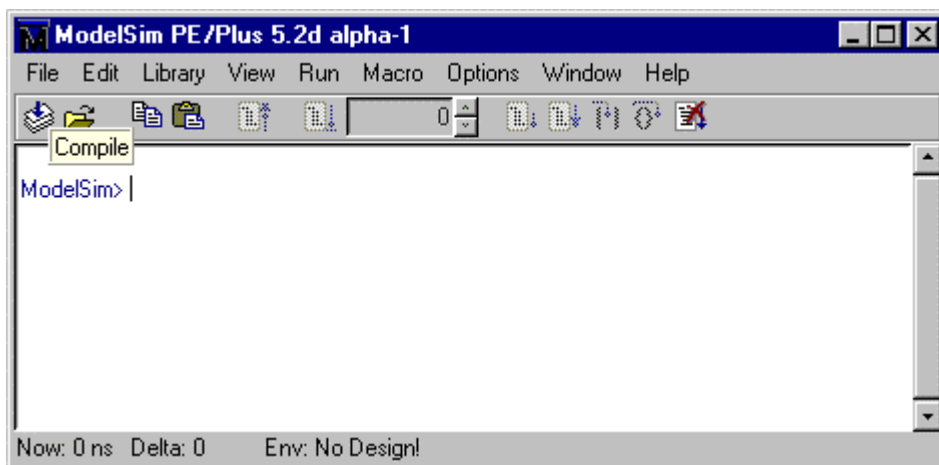 ModelSim PE/Plus 5.2d alpha-1
File Edit Library View Run Macro Options Window Help
0
Compile
ModelSim>
Now: 0 ns Delta: 0 Env: No Design!